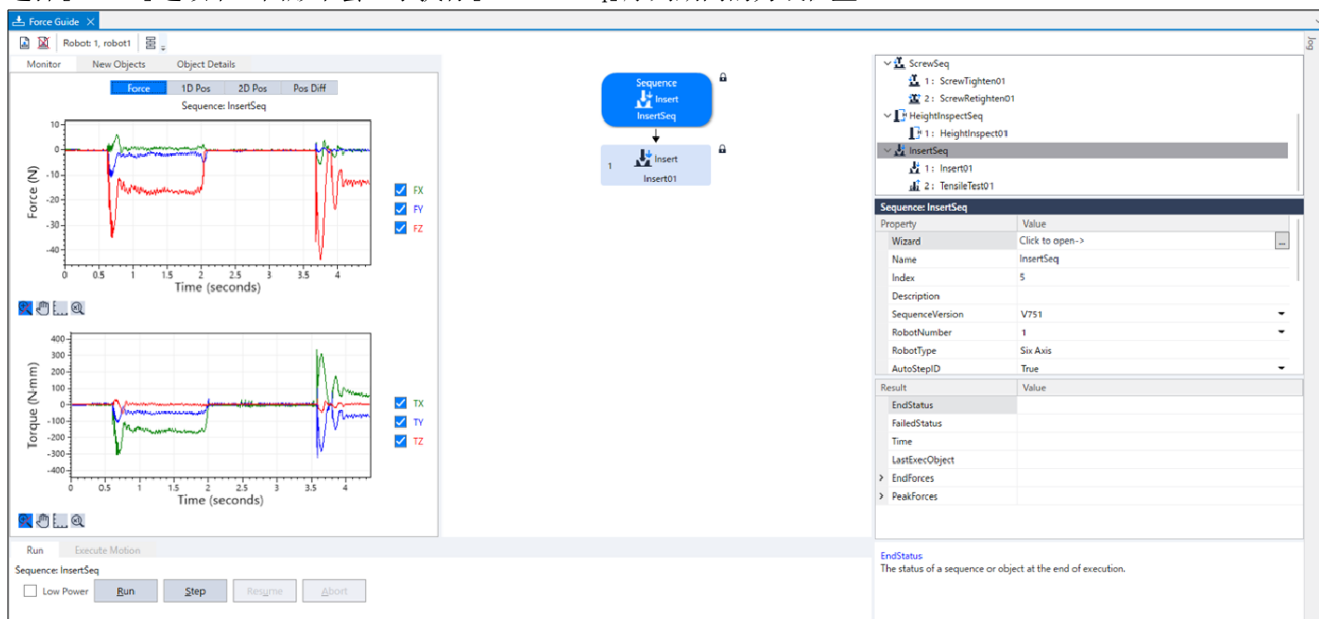 Force Guide
Robot: 1, robot1
Jog
Monitor New Objects Object Details
Force 1D Pos 2D Pos Pos Diff
Sequence: InsertSeq
10
0
-10
-20
-30
-40
Force (N)
0 0.5 1 1.5 2 2.5 3 3.5 4
Time (seconds)
FX
FY
FZ
400
300
200
100
0
-100
-200
-300
-400
Torque (N·mm)
0 0.5 1 1.5 2 2.5 3 3.5 4
Time (seconds)
TX
TY
TZ
Run Execute Motion
Sequence: InsertSeq
Low Power Run Step Resume Abort
Sequence
Insert
InsertSeq
1
Insert
Insert01
ScrewSeq
1: ScrewTighten01
2: ScrewRetighten01
HeightInspectSeq
1: HeightInspect01
InsertSeq
1: Insert01
2: TensileTest01
Sequence: InsertSeq
Property Value
Wizard Click to open-> ...
Name InsertSeq
Index 5
Description
SequenceVersion V751
RobotNumber 1
RobotType Six Axis
AutoStepID True
Result Value
EndStatus
FailedStatus
Time
LastExecObject
EndForces
PeakForces
EndStatus
The status of a sequence or object at the end of execution.